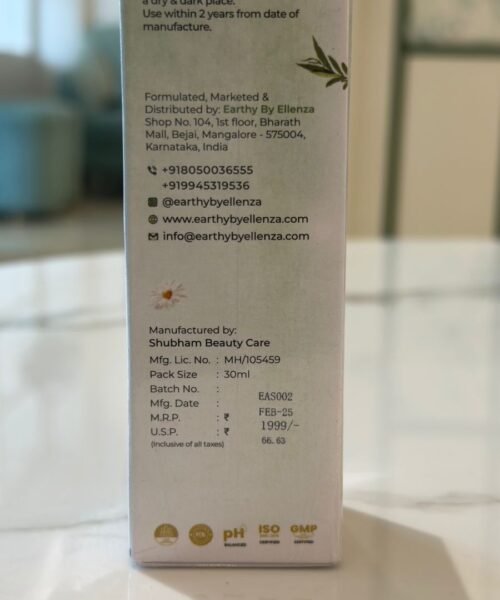 a dry & dark place.
Use within 2 years from date of
manufacture.
Formulated, Marketed &
Distributed by: Earthy By Ellenza
Shop No. 104, 1st floor, Bharath
Mall, Bejai, Mangalore - 575004,
Karnataka, India
+918050036555
+919945319536
@earthybyellenza
www.earthybyellenza.com
info@earthybyellenza.com
Manufactured by:
Shubham Beauty Care
Mfg. Lic. No. : MH/105459
Pack Size : 30ml
Batch No. : EAS002
Mfg. Date : FEB-25
M.R.P. : ₹ 1999/-
U.S.P. : ₹ 66.63
(Inclusive of all taxes)
pH ISO GMP
BALANCED CERTIFIED CERTIFIED